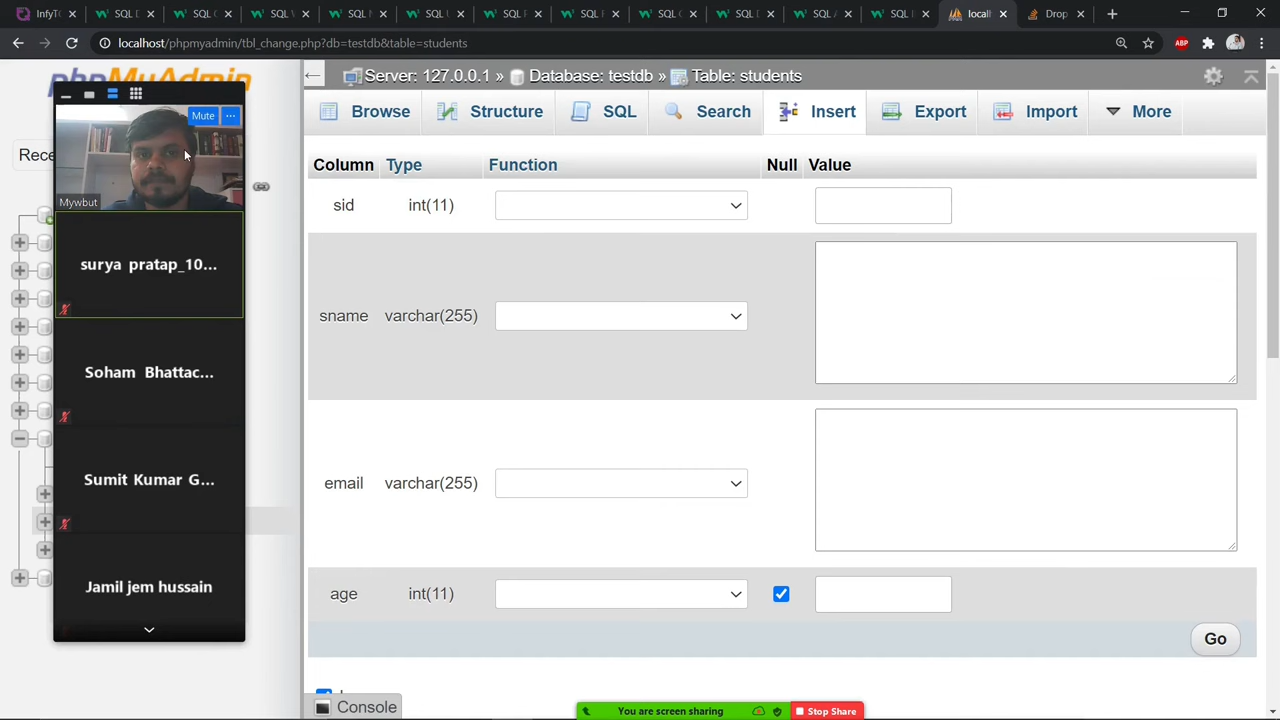 InfyT
SQL D
SQL C
SQL V
SQL N
SQL U
SQL F
SQL F
SQL C
SQL D
SQL A
SQL I
localh
Drop
localhost/phpmyadmin/tbl_change.php?db=testdb&table=students
ABP
phpMyAdmin
Server: 127.0.0.1 » Database: testdb » Table: students
Browse Structure SQL Search Insert Export Import More
Rece
Mute ...
Mywbut
surya pratap_10...
Soham Bhattac...
Sumit Kumar G...
Jamil jem hussain
Column Type Function Null Value
sid int(11)
sname varchar(255)
email varchar(255)
age int(11)
Go
Console
You are screen sharing
Stop Share